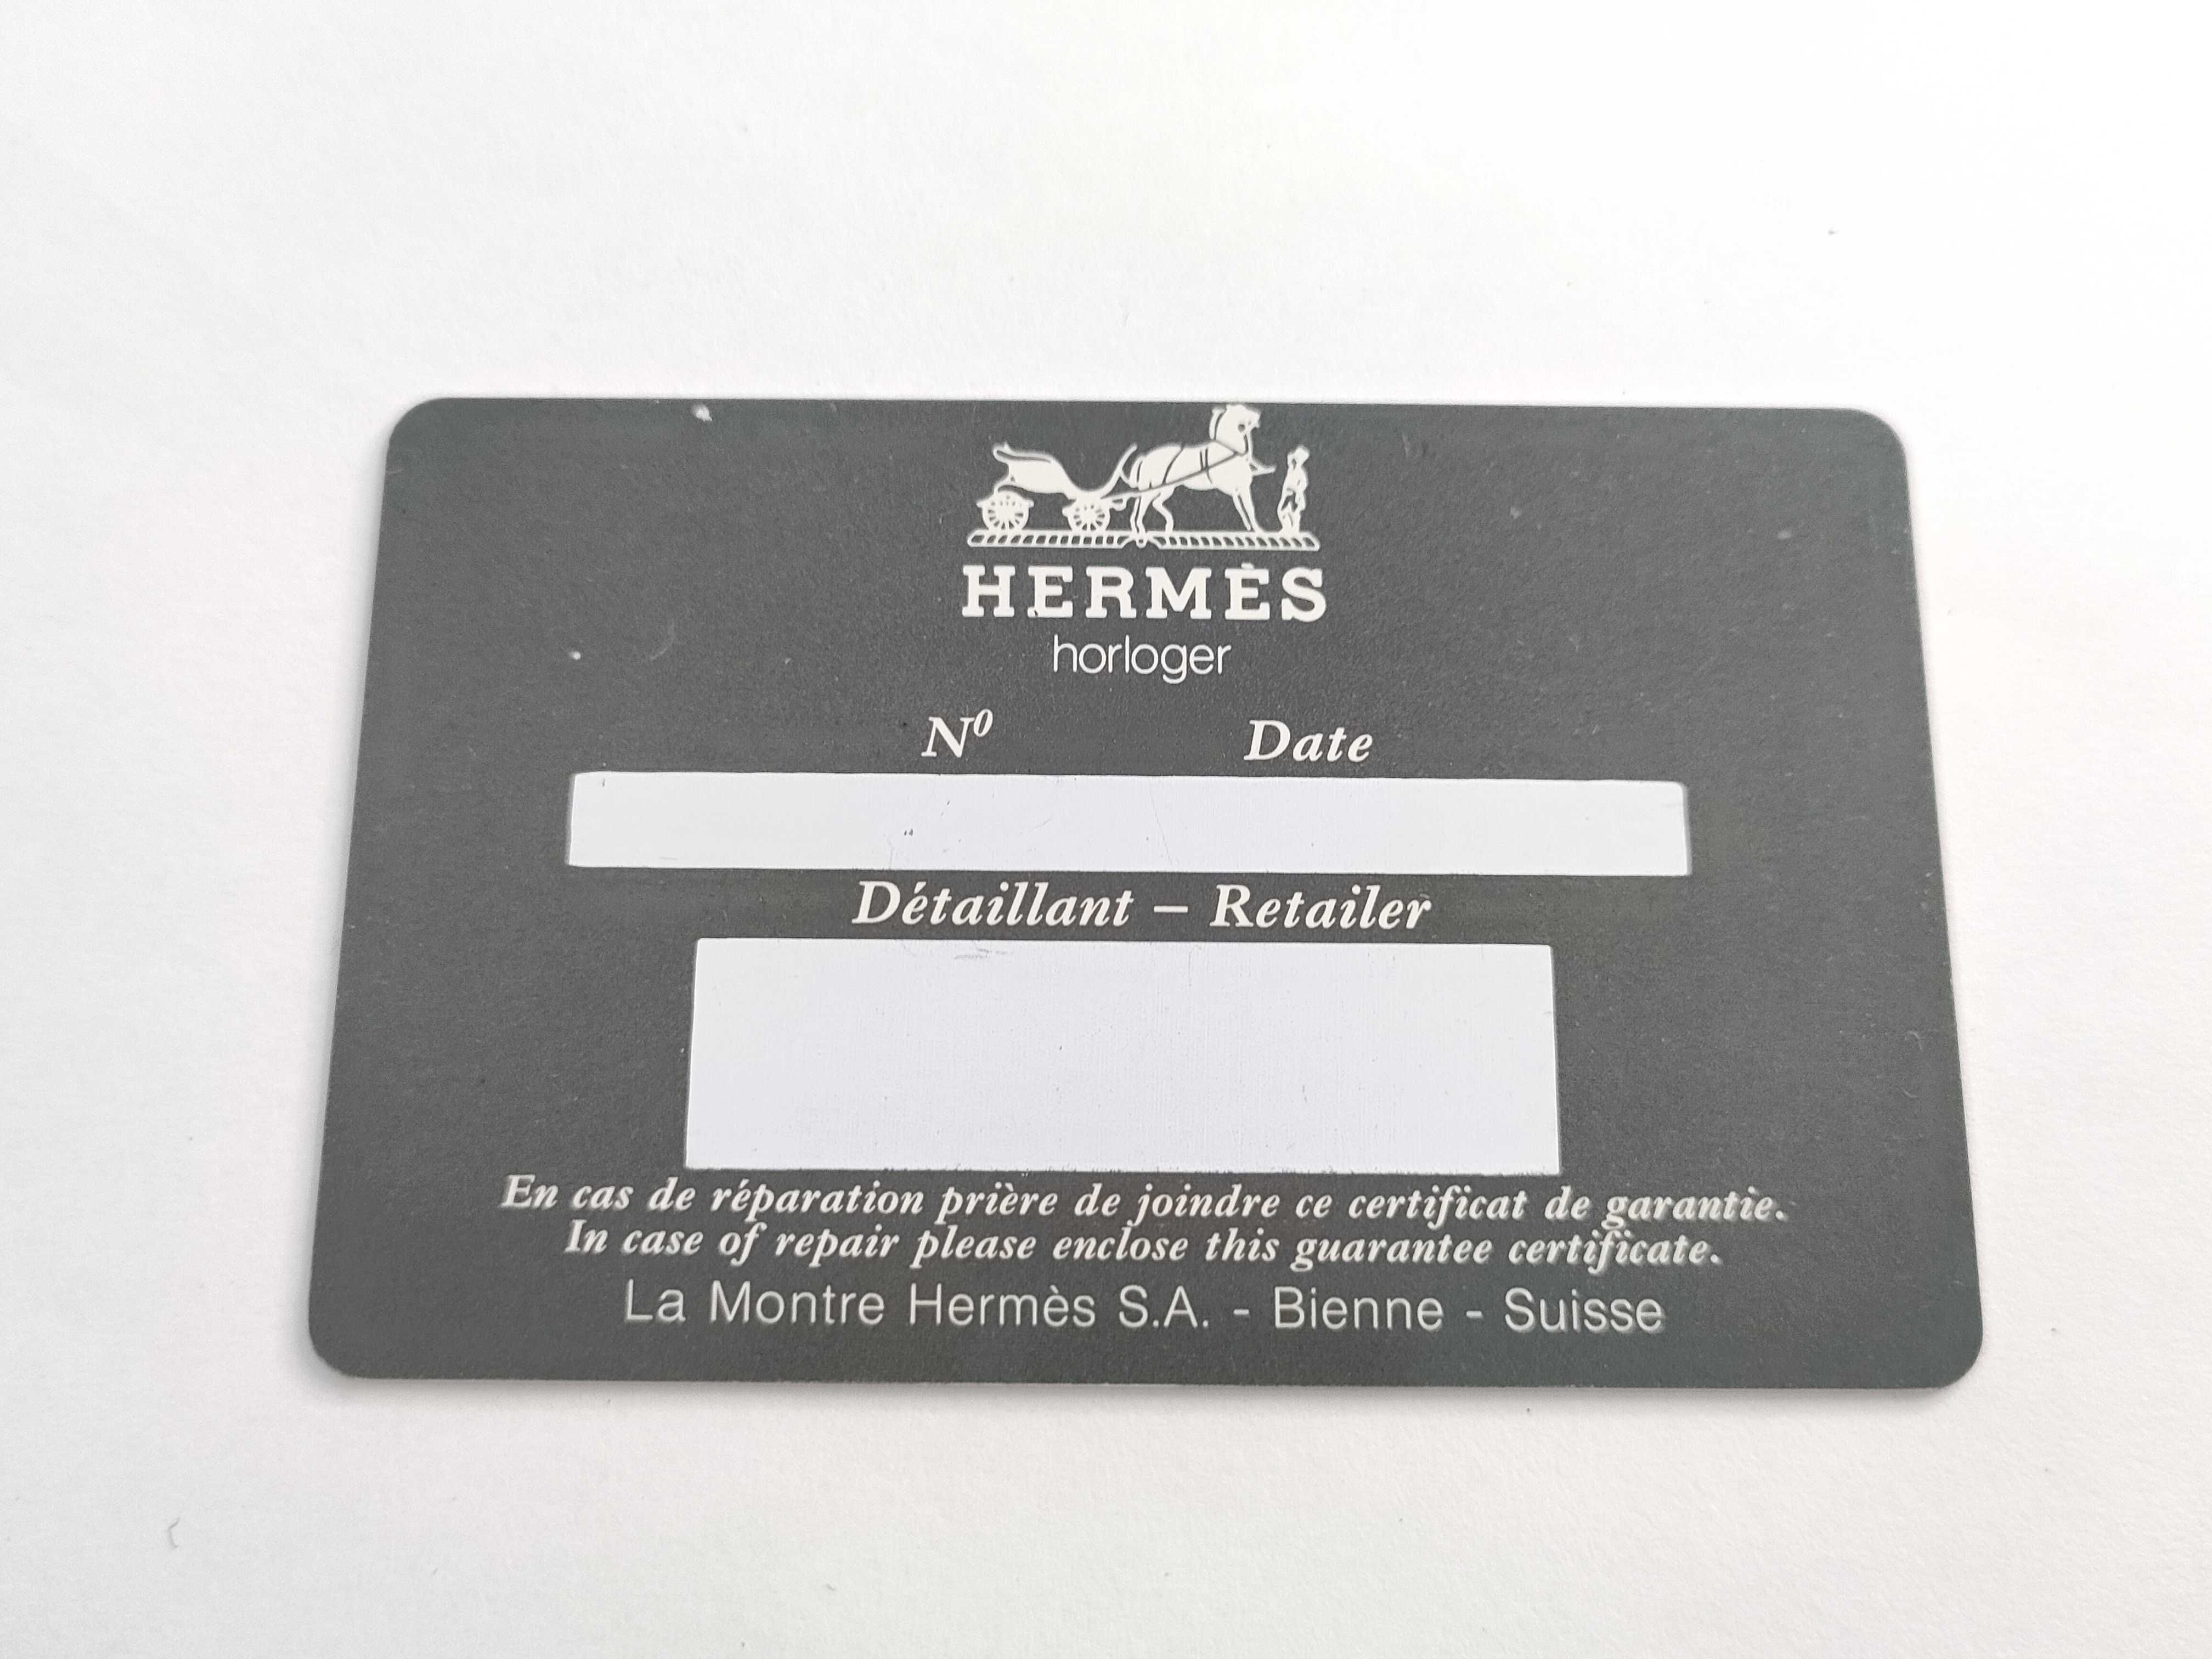 HERMÈS
horloger
Nº Date
Détaillant – Retailer
En cas de réparation prière de joindre ce certificat de garantie.
In case of repair please enclose this guarantee certificate.
La Montre Hermès S.A. - Bienne - Suisse